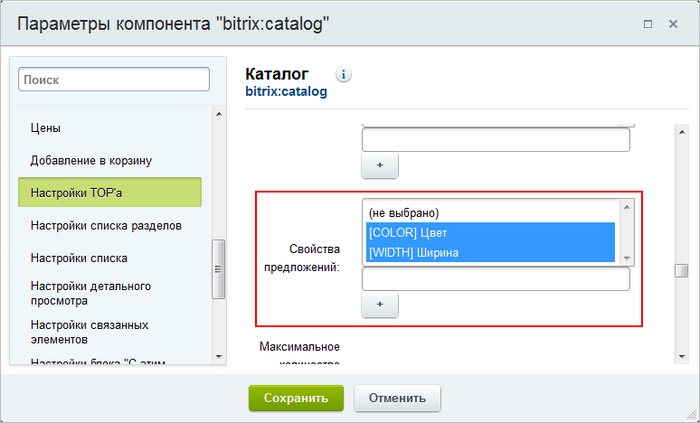 Параметры компонента "bitrix:catalog"
Поиск
Цены
Добавление в корзину
Настройки TOP'а
Настройки списка разделов
Настройки списка
Настройки детального
просмотра
Настройки связанных
элементов
Настройки блока "С этим
Каталог
bitrix:catalog
+
Свойства
предложений:
(не выбрано)
[COLOR] Цвет
[WIDTH] Ширина
+
Максимальное
количество
Сохранить
Отменить